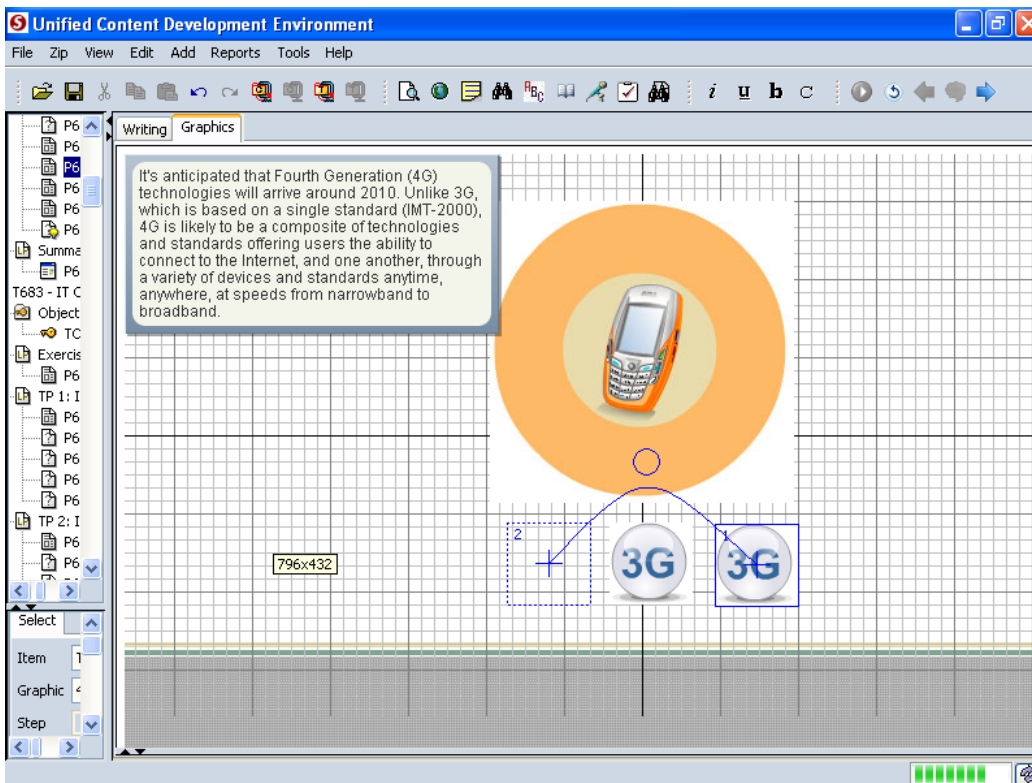 Unified Content Development Environment
File Zip View Edit Add Reports Tools Help
ABC i u b C
P6
P6
P6
P6
P6
P6
Summa
P6
T683 - IT C
Object
TC
Exercis
P6
TP 1: I
P6
P6
P6
P6
P6
TP 2: I
P6
P6
Select
Item
Graphic
Step
Writing Graphics
It's anticipated that Fourth Generation (4G)
technologies will arrive around 2010. Unlike 3G,
which is based on a single standard (IMT-2000),
4G is likely to be a composite of technologies
and standards offering users the ability to
connect to the Internet, and one another, through
a variety of devices and standards anytime,
anywhere, at speeds from narrowband to
broadband.
2
3G
1
3G
796x432